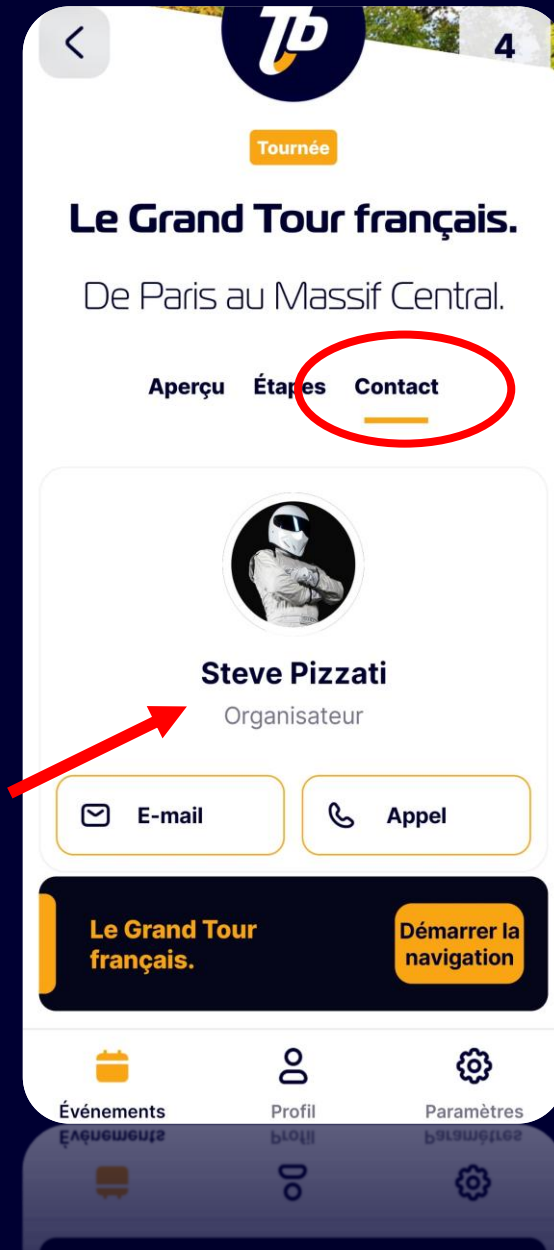 4
Tournée
Le Grand Tour français.
De Paris au Massif Central.
Aperçu Étapes Contact
Steve Pizzati
Organisateur
E-mail Appel
Le Grand Tour
français.
Démarrer la
navigation
Événements Profil Paramètres